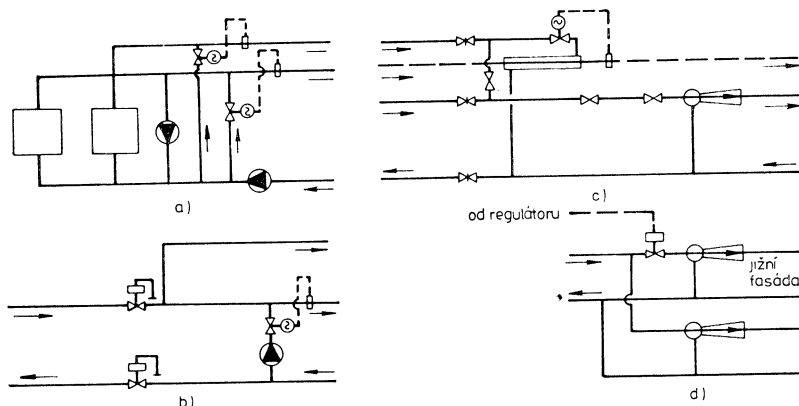 a)
c)
od regulátoru
jižní
fasáda
b)
d)